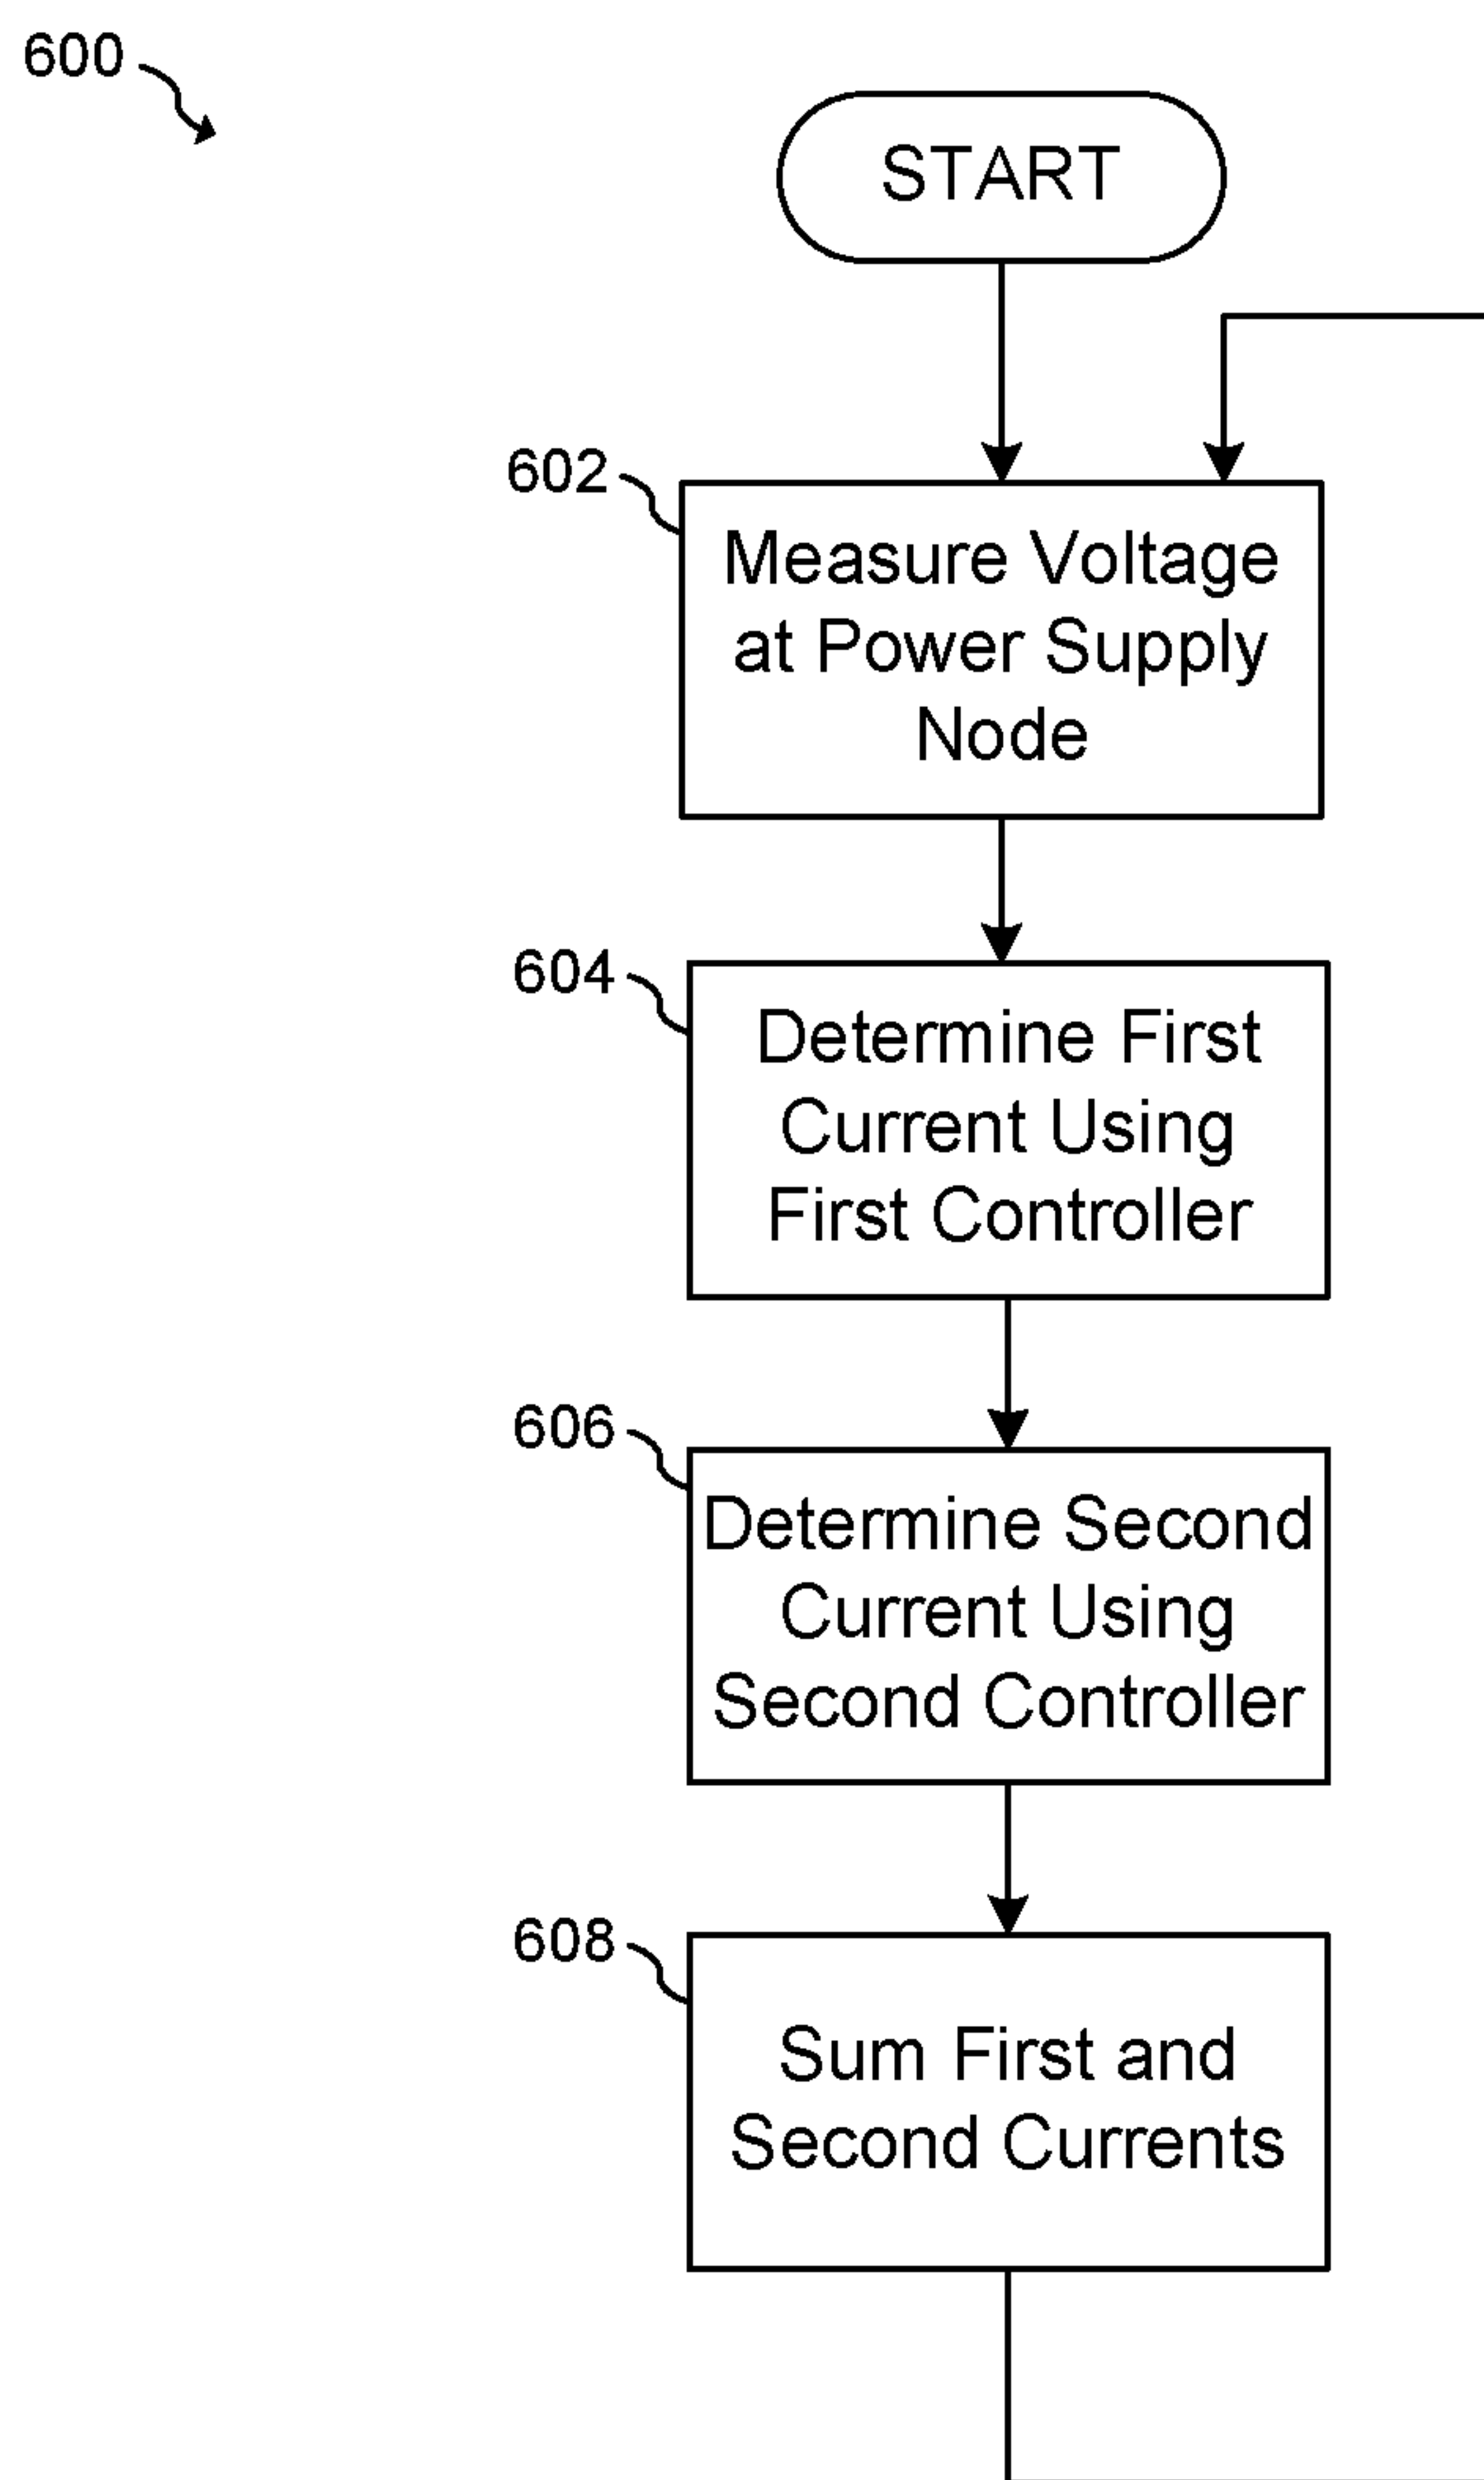 600
START
602
Measure Voltage
at Power Supply
Node
604
Determine First
Current Using
First Controller
606
Determine Second
Current Using
Second Controller
608
Sum First and
Second Currents